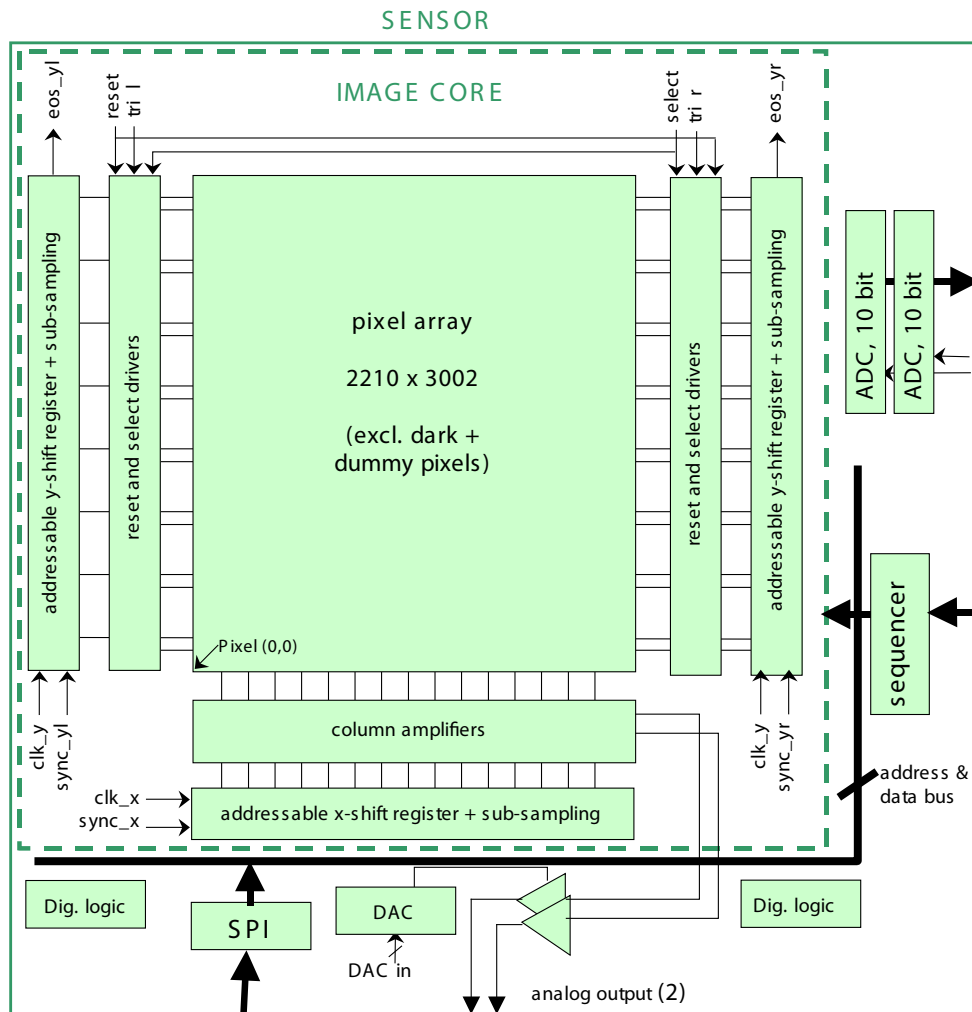 SENSOR
IMAGE CORE
eos_yl
reset
tri_l
select
tri_r
eos_yr
addressable y-shift register + sub-sampling
reset and select drivers
pixel array
2210 x 3002
(excl. dark +
dummy pixels)
reset and select drivers
addressable y-shift register + sub-sampling
ADC, 10 bit
ADC, 10 bit
Pixel (0,0)
sequencer
clk_y
sync_yl
column amplifiers
clk_y
sync_yr
address &
data bus
clk_x
sync_x
addressable x-shift register + sub-sampling
Dig. logic
SPI
DAC
DAC in
Dig. logic
analog output (2)